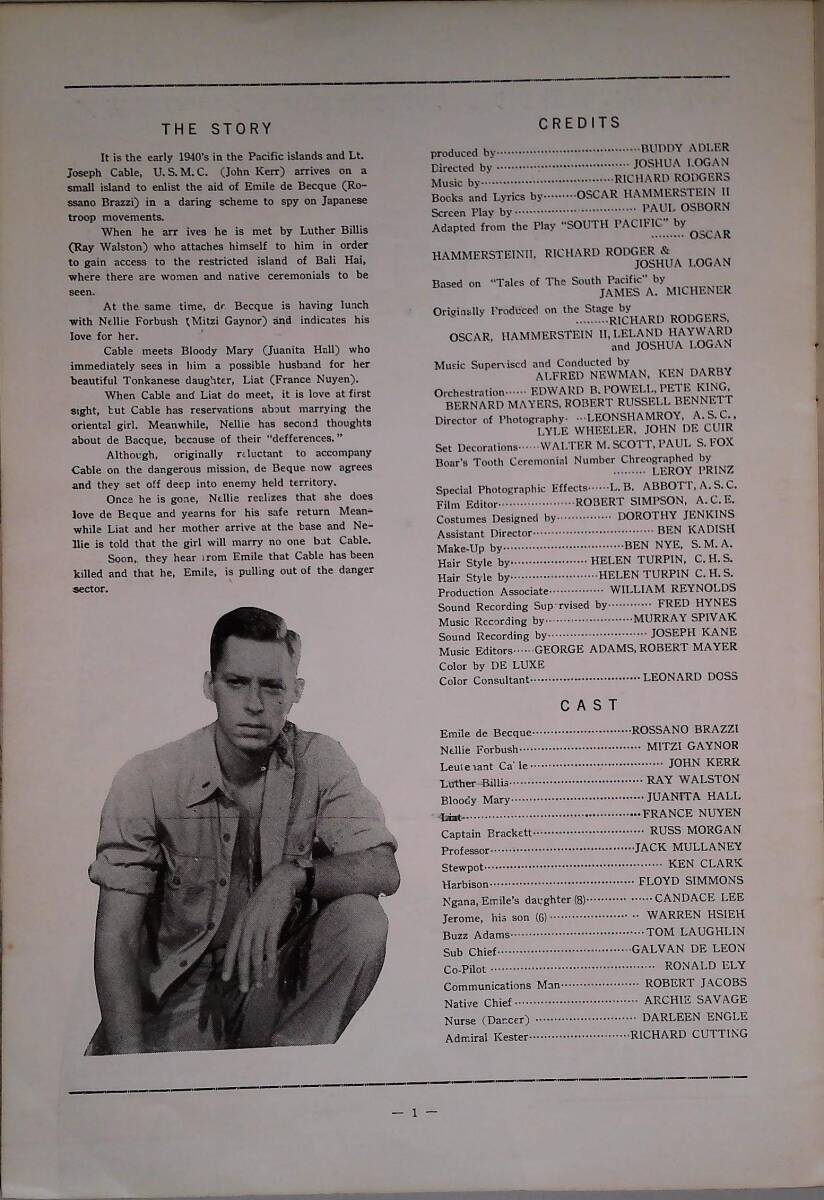 THE STORY
It is the early 1940's in the Pacific islands and Lt.
Joseph Cable, U.S.M.C. (John Kerr) arrives on a
small island to enlist the aid of Emile de Becque (Ro-
ssano Brazzi) in a daring scheme to spy on Japanese
troop movements.
When he arr ives he is met by Luther Billis
(Ray Walston) who attaches himself to him in order
to gain access to the restricted island of Bali Hai,
where there are women and native ceremonials to be
seen.
At the same time, de Becque is having lunch
with Nellie Forbush (Mitzi Gaynor) and indicates his
love for her.
Cable meets Bloody Mary (Juanita Hall) who
immediately sees in him a possible husband for her
beautiful Tonkanese daughter, Liat (France Nuyen).
When Cable and Liat do meet, it is love at first
sight, but Cable has reservations about marrying the
oriental girl. Meanwhile, Nellie has second thoughts
about de Bacque, because of their "defferences."
Although, originally reluctant to accompany
Cable on the dangerous mission, de Beque now agrees
and they set off deep into enemy held territory.
Once he is gone, Nellie realizes that she does
love de Beque and yearns for his safe return Mean-
while Liat and her mother arrive at the base and Ne-
llie is told that the girl will marry no one but Cable.
Soon, they hear from Emile that Cable has been
killed and that he, Emile, is pulling out of the danger
sector.
CREDITS
produced by··········BUDDY ADLER
Directed by ·········· JOSHUA LOGAN
Music by··········RICHARD RODGERS
Books and Lyrics by·········OSCAR HAMMERSTEIN II
Screen Play by ·········· PAUL OSBORN
Adapted from the Play "SOUTH PACIFIC" by
········· OSCAR
HAMMERSTEINII, RICHARD RODGER &
JOSHUA LOGAN
Based on "Tales of The South Pacific" by
JAMES A. MICHENER
Originally Produced on the Stage by
·········RICHARD RODGERS,
OSCAR, HAMMERSTEIN II, LELAND HAYWARD
and JOSHUA LOGAN
Music Supervised and Conducted by
ALFRED NEWMAN, KEN DARBY
Orchestration······ EDWARD B. POWELL, PETE KING,
BERNARD MAYERS, ROBERT RUSSELL BENNETT
Director of Photography· ···LEONSHAMROY, A.S.C.,
LYLE WHEELER, JOHN DE CUIR
Set Decorations······WALTER M. SCOTT, PAUL S. FOX
Boar's Tooth Ceremonial Number Chreographed by
········· LEROY PRINZ
Special Photographic Effects······L. B. ABBOTT, A. S. C.
Film Editor··········ROBERT SIMPSON, A.C.E.
Costumes Designed by·········· DOROTHY JENKINS
Assistant Director··········BEN KADISH
Make-Up by··········BEN NYE, S.M.A.
Hair Style by·········· HELEN TURPIN, C.H.S.
Hair Style by··········HELEN TURPIN C.H.S.
Production Associate·········· WILLIAM REYNOLDS
Sound Recording Sup rvised by·········· FRED HYNES
Music Recording by··········MURRAY SPIVAK
Sound Recording by·········· JOSEPH KANE
Music Editors······GEORGE ADAMS, ROBERT MAYER
Color by DE LUXE
Color Consultant·········· LEONARD DOSS
CAST
Emile de Becque··········ROSSANO BRAZZI
Nellie Forbush·········· MITZI GAYNOR
Leutenant Ca le·········· JOHN KERR
Luther Billis·········· RAY WALSTON
Bloody Mary··········JUANITA HALL
Liat··········FRANCE NUYEN
Captain Brackett·········· RUSS MORGAN
Professor··········JACK MULLANEY
Stewpot·········· KEN CLARK
Harbison·········· FLOYD SIMMONS
Ngana, Emile's daughter (8)··········CANDACE LEE
Jerome, his son (6)·········· WARREN HSIEH
Buzz Adams··········TOM LAUGHLIN
Sub Chief··········GALVAN DE LEON
Co-Pilot ·········· RONALD ELY
Communications Man·········· ROBERT JACOBS
Native Chief ·········· ARCHIE SAVAGE
Nurse (Dancer) ·········· DARLEEN ENGLE
Admiral Kester··········RICHARD CUTTING
— 1 —